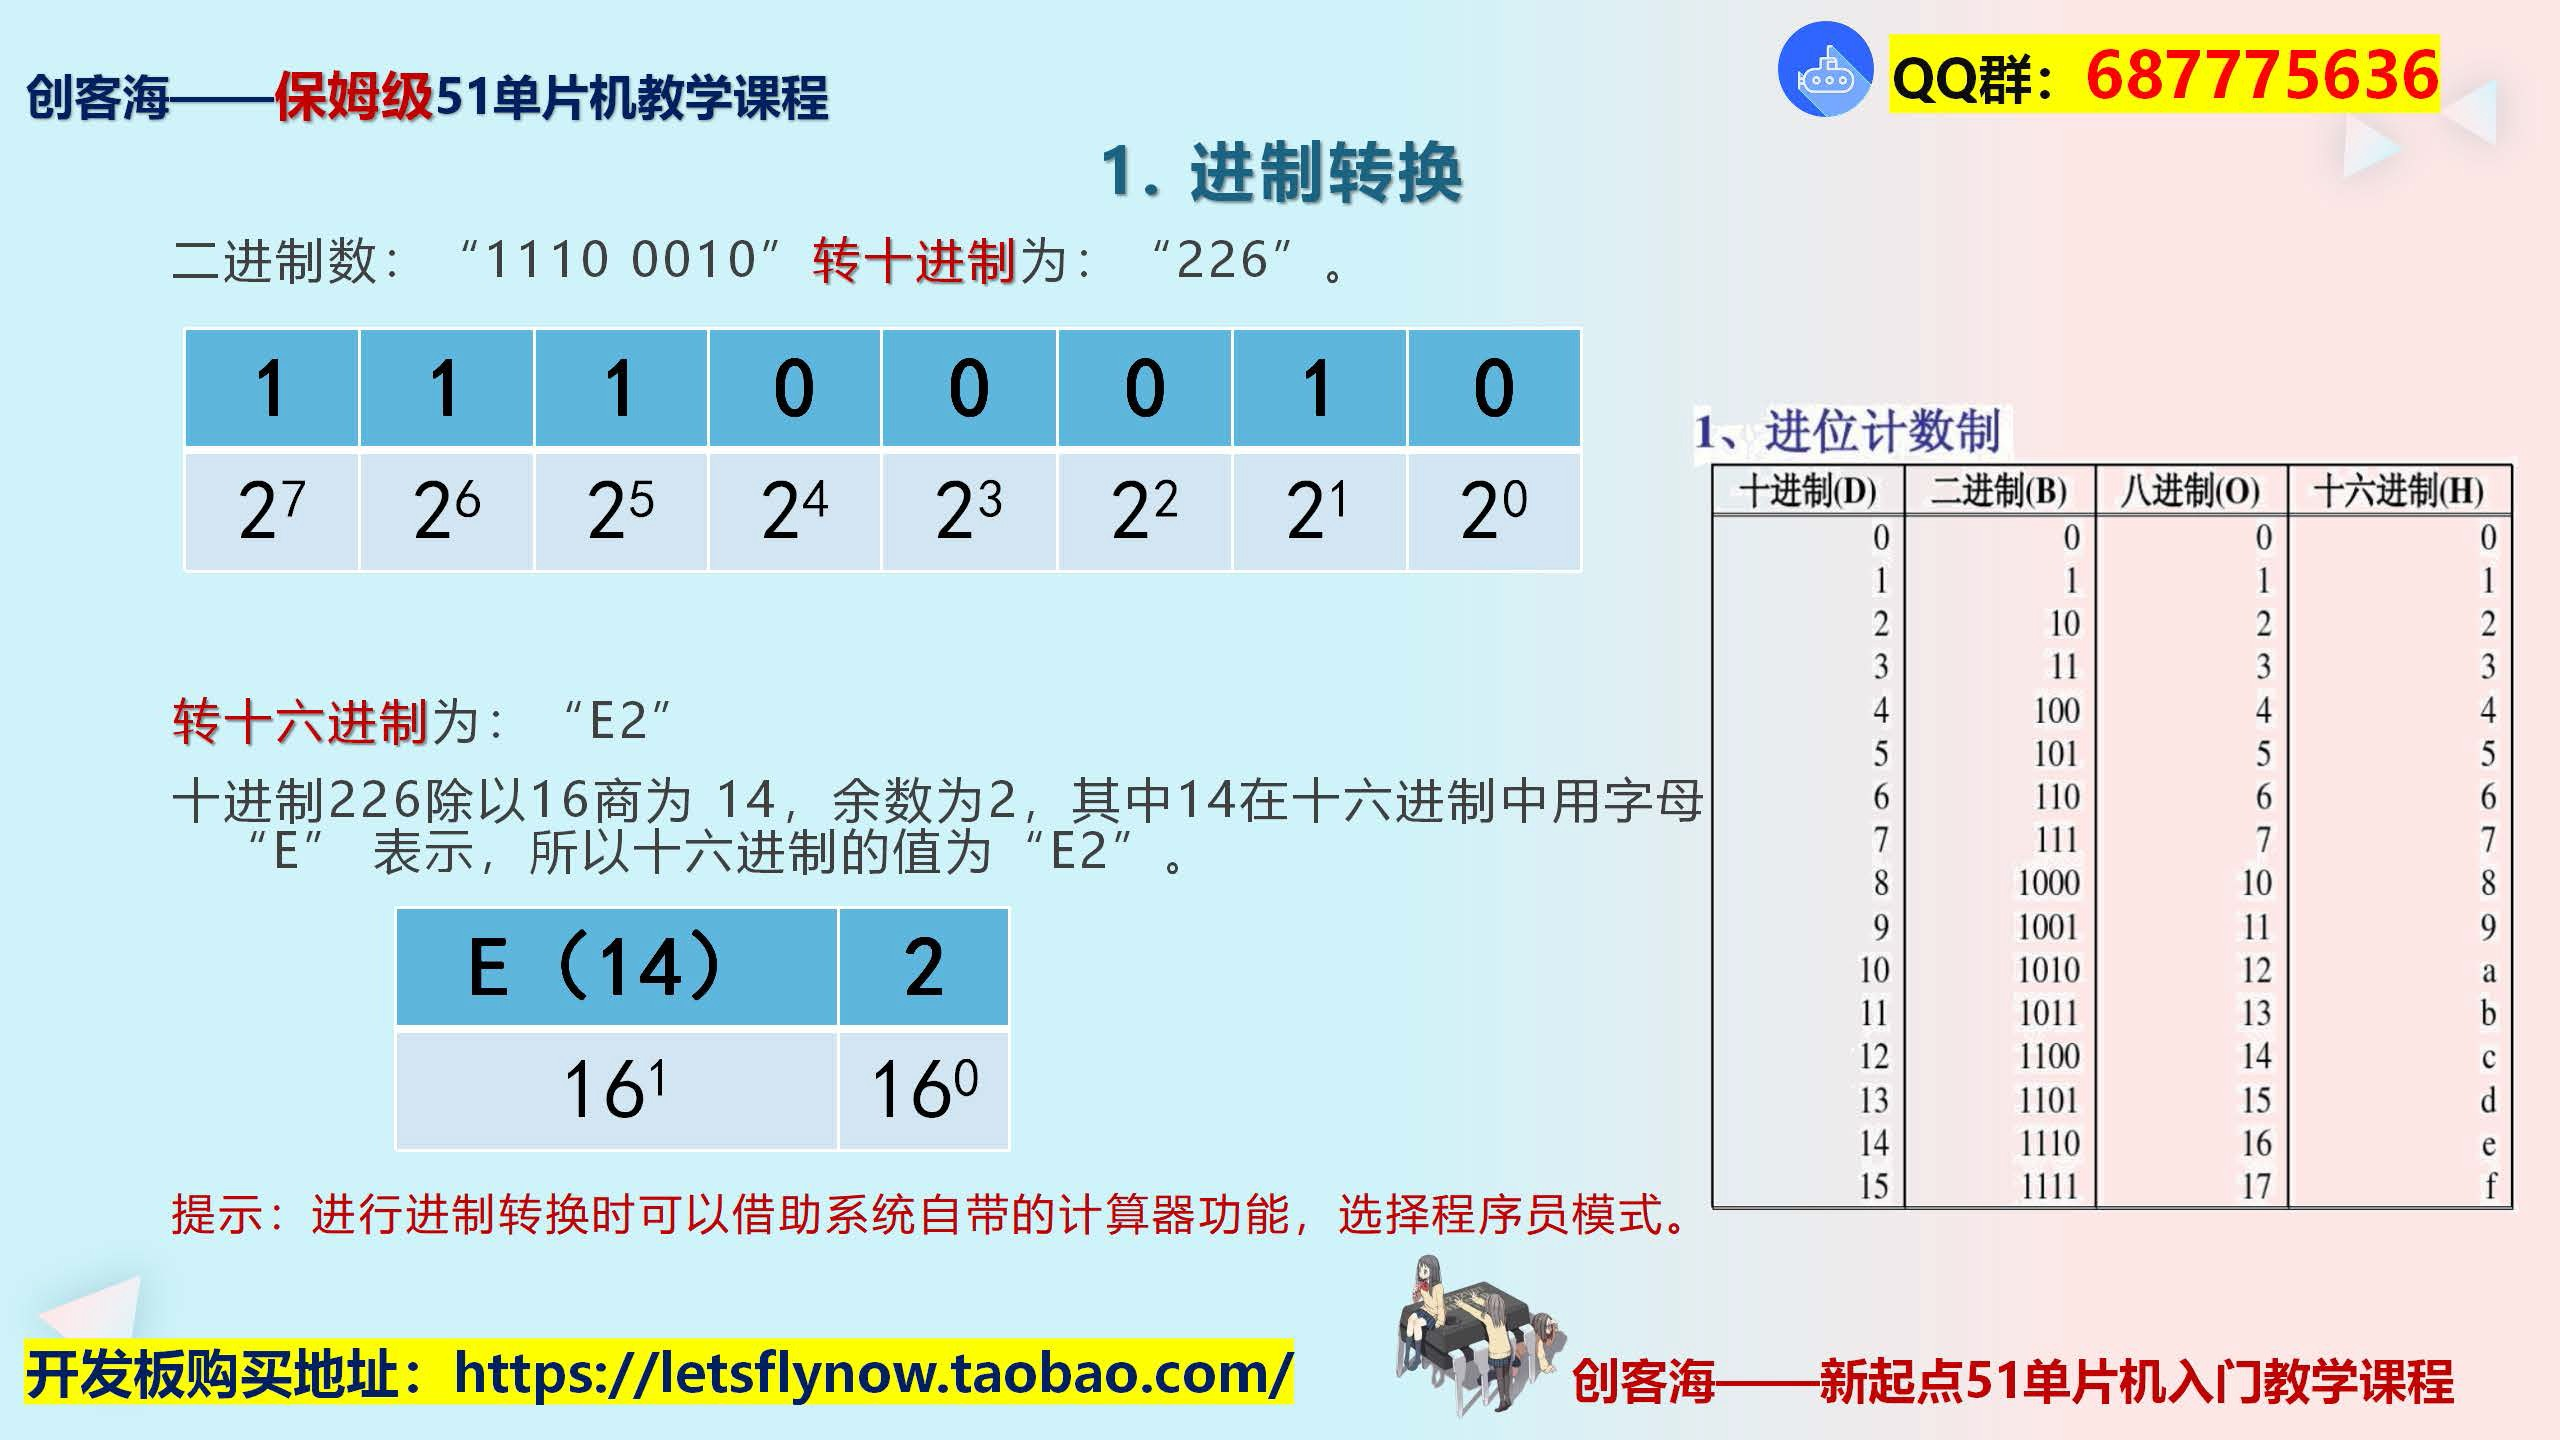 创客海——保姆级51单片机教学课程
QQ群：687775636
1. 进制转换
二进制数：“1110 0010”转十进制为：“226”。
1 1 1 0 0 0 1 0
2⁷ 2⁶ 2⁵ 2⁴ 2³ 2² 2¹ 2⁰
转十六进制为：“E2”
十进制226除以16商为 14，余数为2，其中14在十六进制中用字母
“E” 表示，所以十六进制的值为“E2”。
E（14） 2
16¹ 16⁰
提示：进行进制转换时可以借助系统自带的计算器功能，选择程序员模式。
1、进位计数制
十进制(D) 二进制(B) 八进制(O) 十六进制(H)
0 0 0 0
1 1 1 1
2 10 2 2
3 11 3 3
4 100 4 4
5 101 5 5
6 110 6 6
7 111 7 7
8 1000 10 8
9 1001 11 9
10 1010 12 a
11 1011 13 b
12 1100 14 c
13 1101 15 d
14 1110 16 e
15 1111 17 f
开发板购买地址：https://letsflynow.taobao.com/
创客海——新起点51单片机入门教学课程